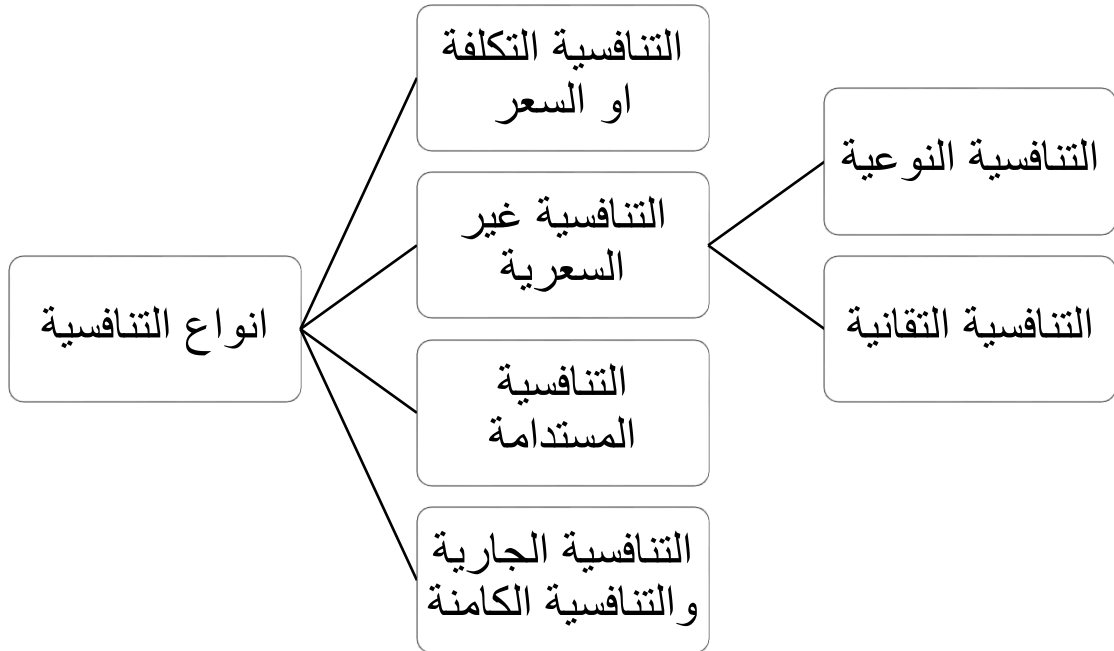 انواع التنافسية
التنافسية التكلفة
او السعر
التنافسية غير
السعرية
التنافسية
المستدامة
التنافسية الجارية
والتنافسية الكامنة
التنافسية النوعية
التنافسية التقانية